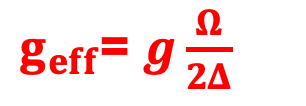 g_eff = g Ω/2Δ